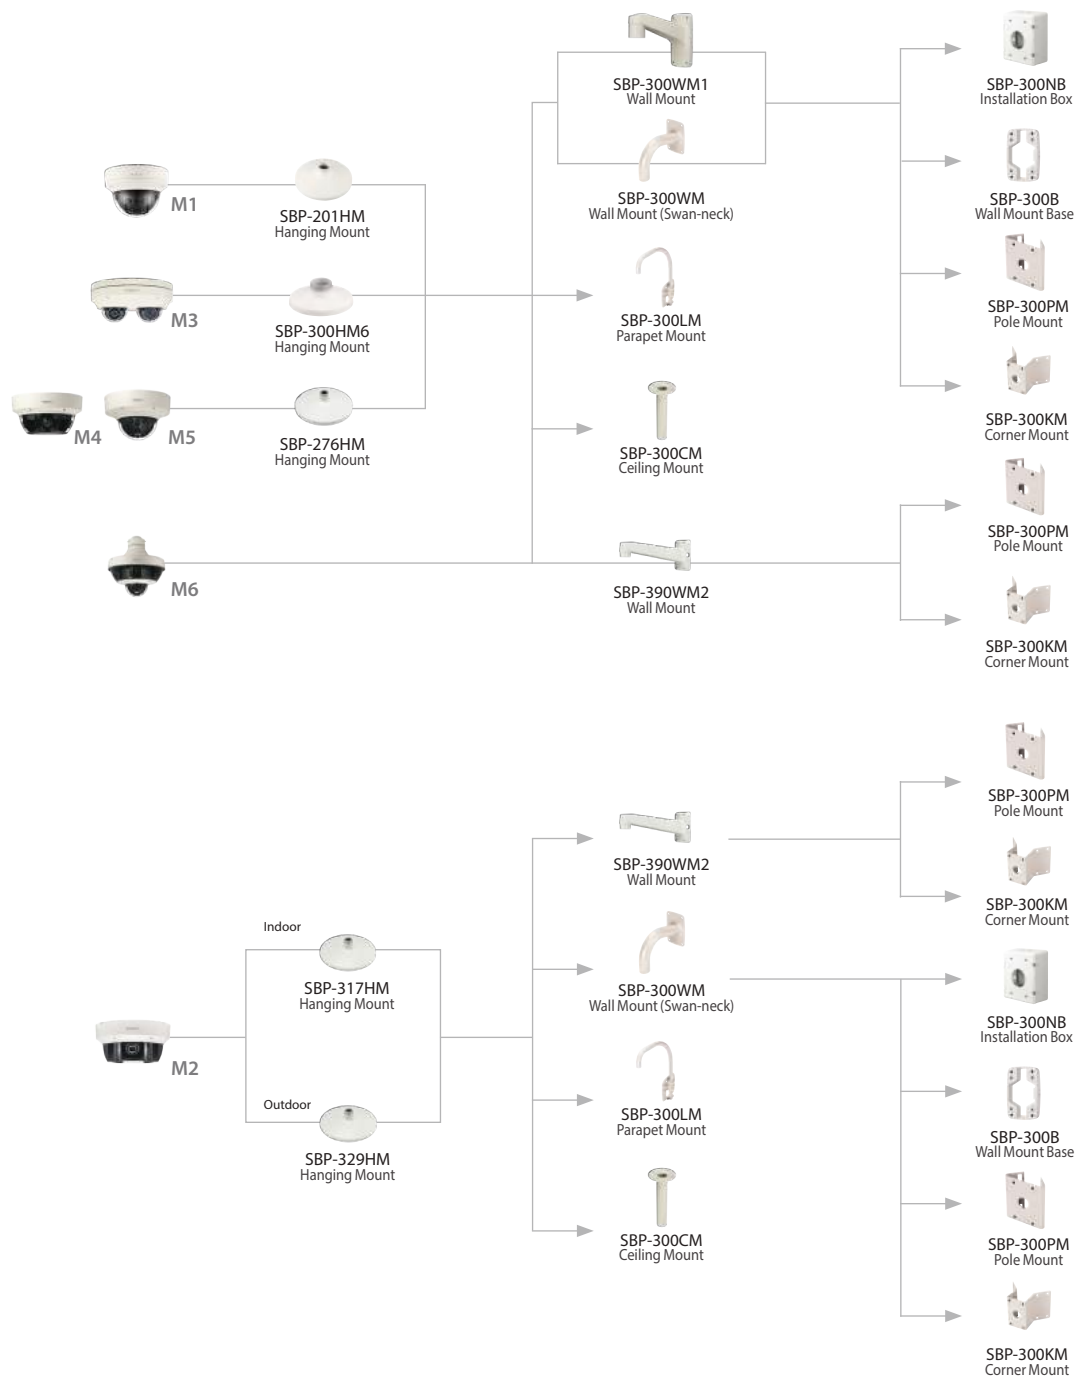 SBP-300WM1
Wall Mount
SBP-300NB
Installation Box
M1
SBP-201HM
Hanging Mount
SBP-300WM
Wall Mount (Swan-neck)
SBP-300B
Wall Mount Base
M3
SBP-300HM6
Hanging Mount
SBP-300LM
Parapet Mount
SBP-300PM
Pole Mount
M4
M5
SBP-276HM
Hanging Mount
SBP-300CM
Ceiling Mount
SBP-300KM
Corner Mount
SBP-300PM
Pole Mount
M6
SBP-390WM2
Wall Mount
SBP-300KM
Corner Mount
SBP-300PM
Pole Mount
SBP-390WM2
Wall Mount
SBP-300KM
Corner Mount
Indoor
SBP-317HM
Hanging Mount
SBP-300WM
Wall Mount (Swan-neck)
SBP-300NB
Installation Box
M2
Outdoor
SBP-329HM
Hanging Mount
SBP-300LM
Parapet Mount
SBP-300B
Wall Mount Base
SBP-300CM
Ceiling Mount
SBP-300PM
Pole Mount
SBP-300KM
Corner Mount